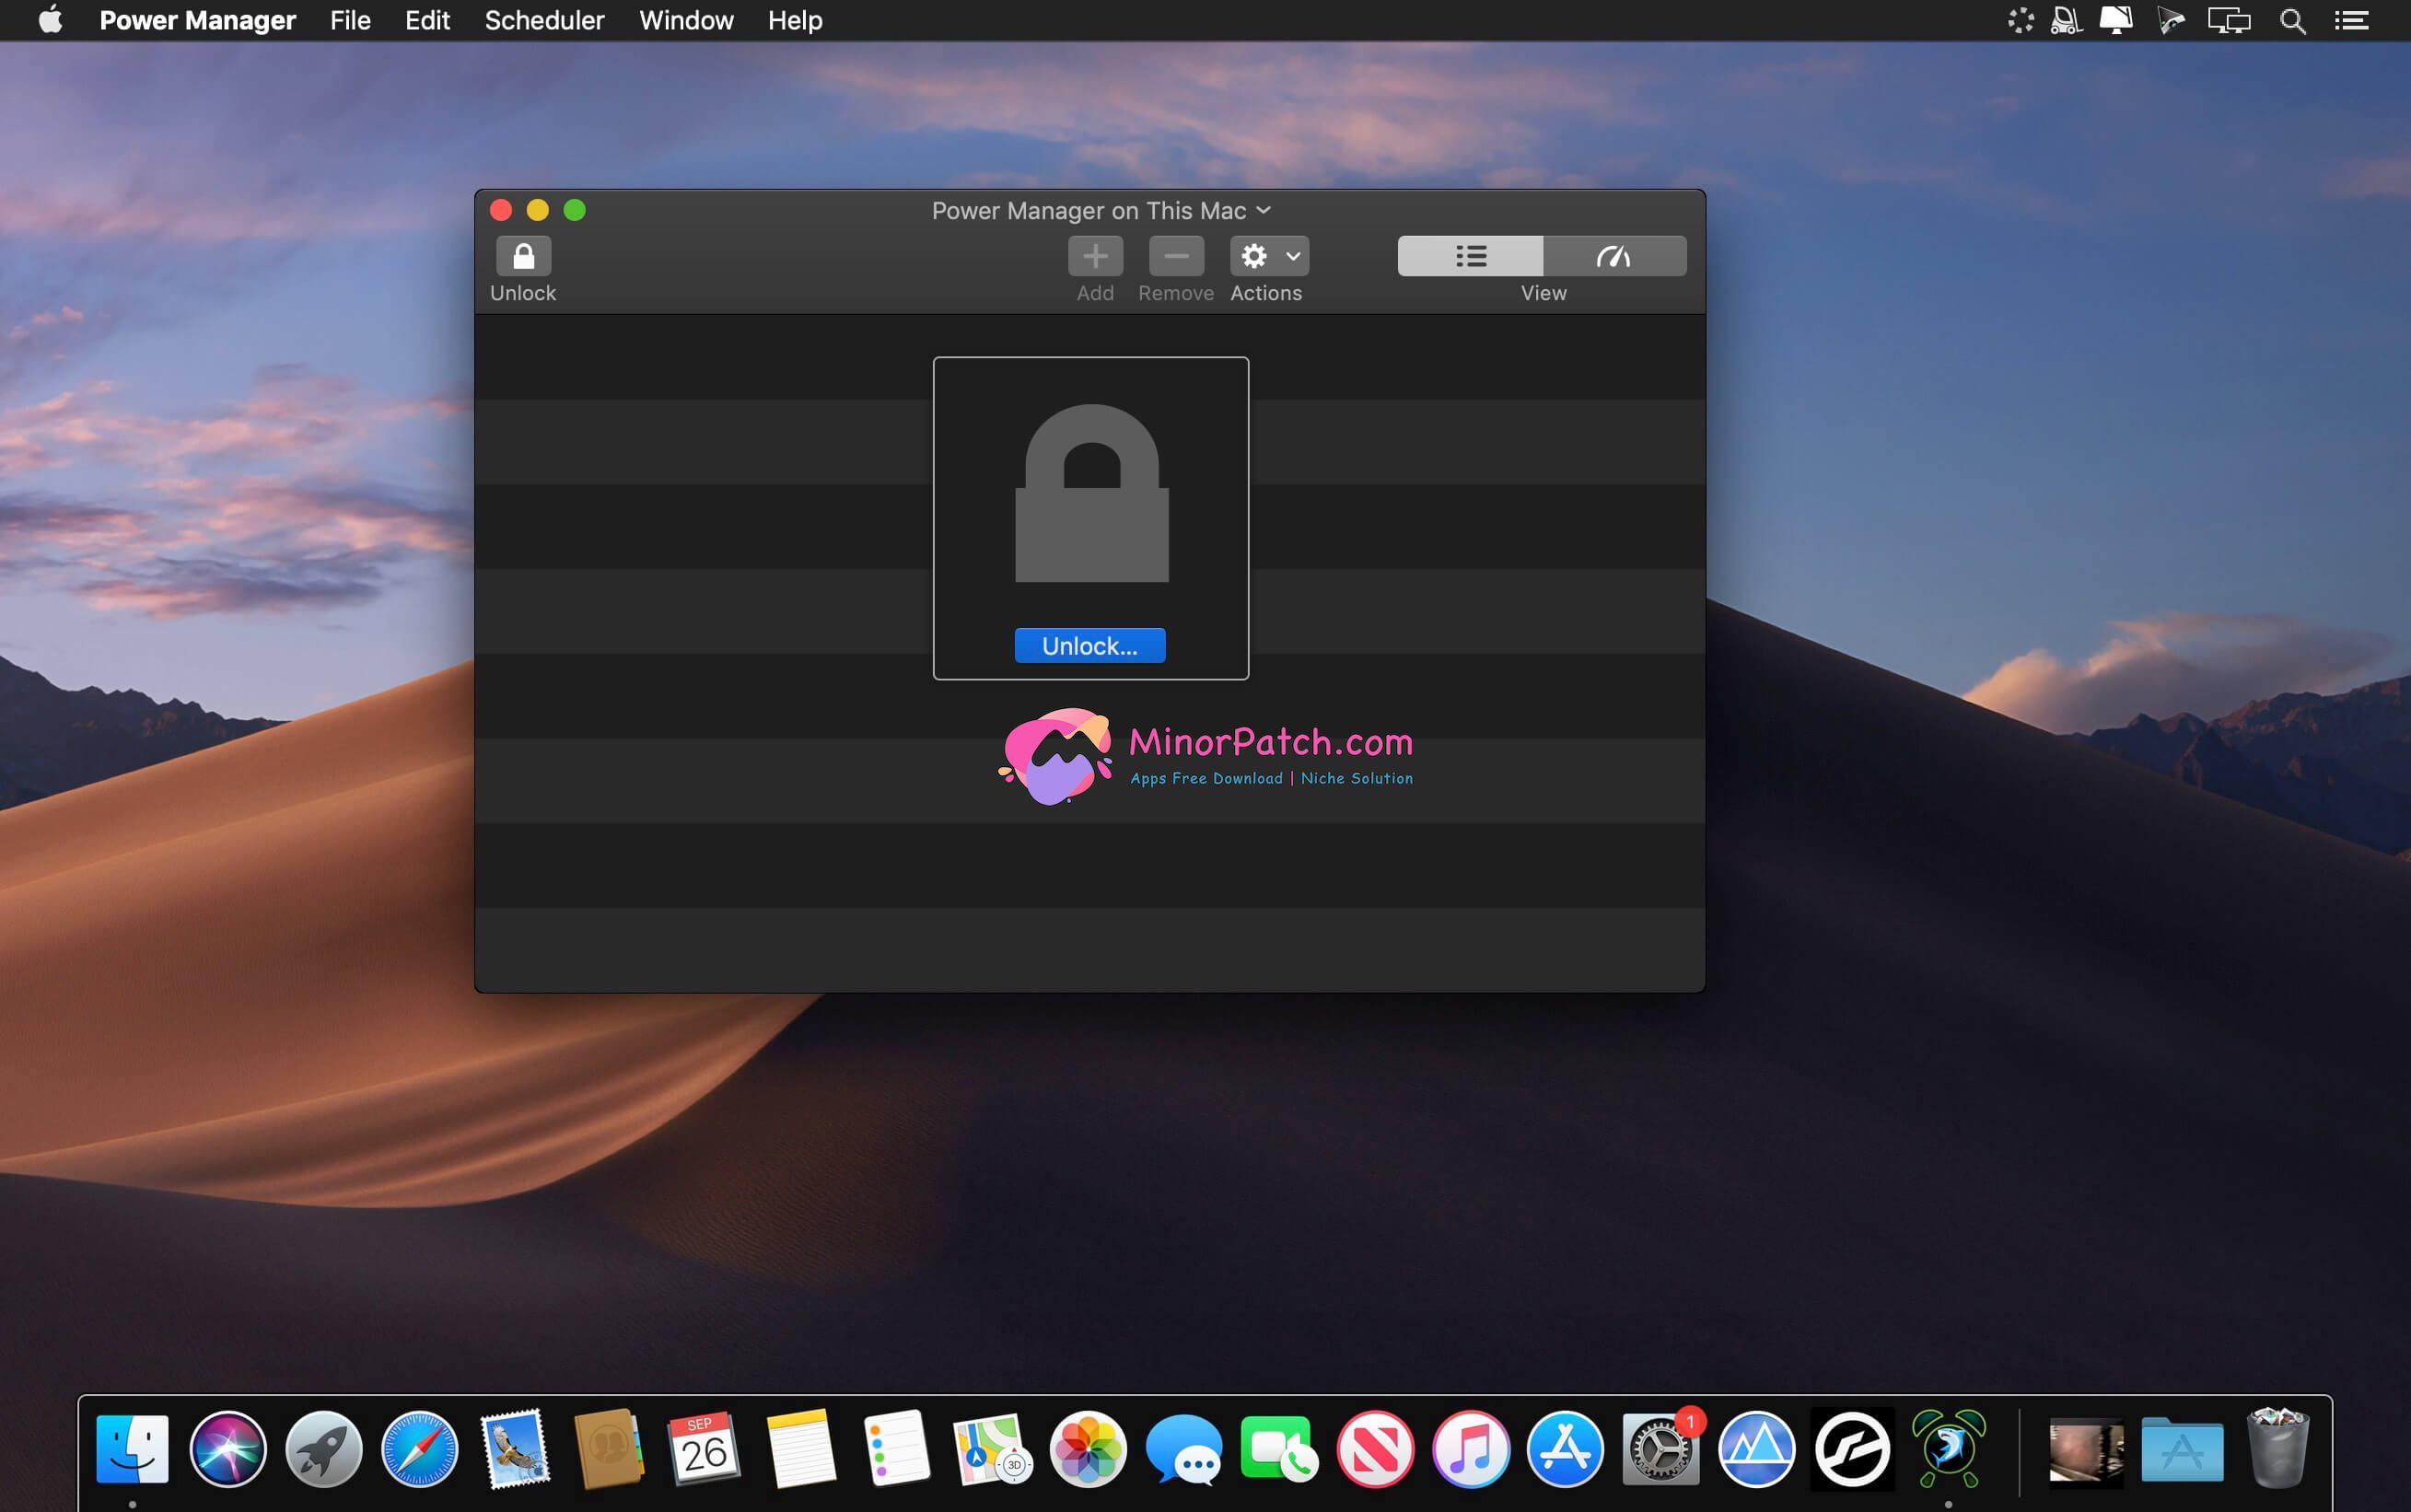 Power Manager File Edit Scheduler Window Help
Power Manager on This Mac
Unlock Add Remove Actions View
Unlock...
MinorPatch.com
Apps Free Download | Niche Solution
SEP
26
3D
1